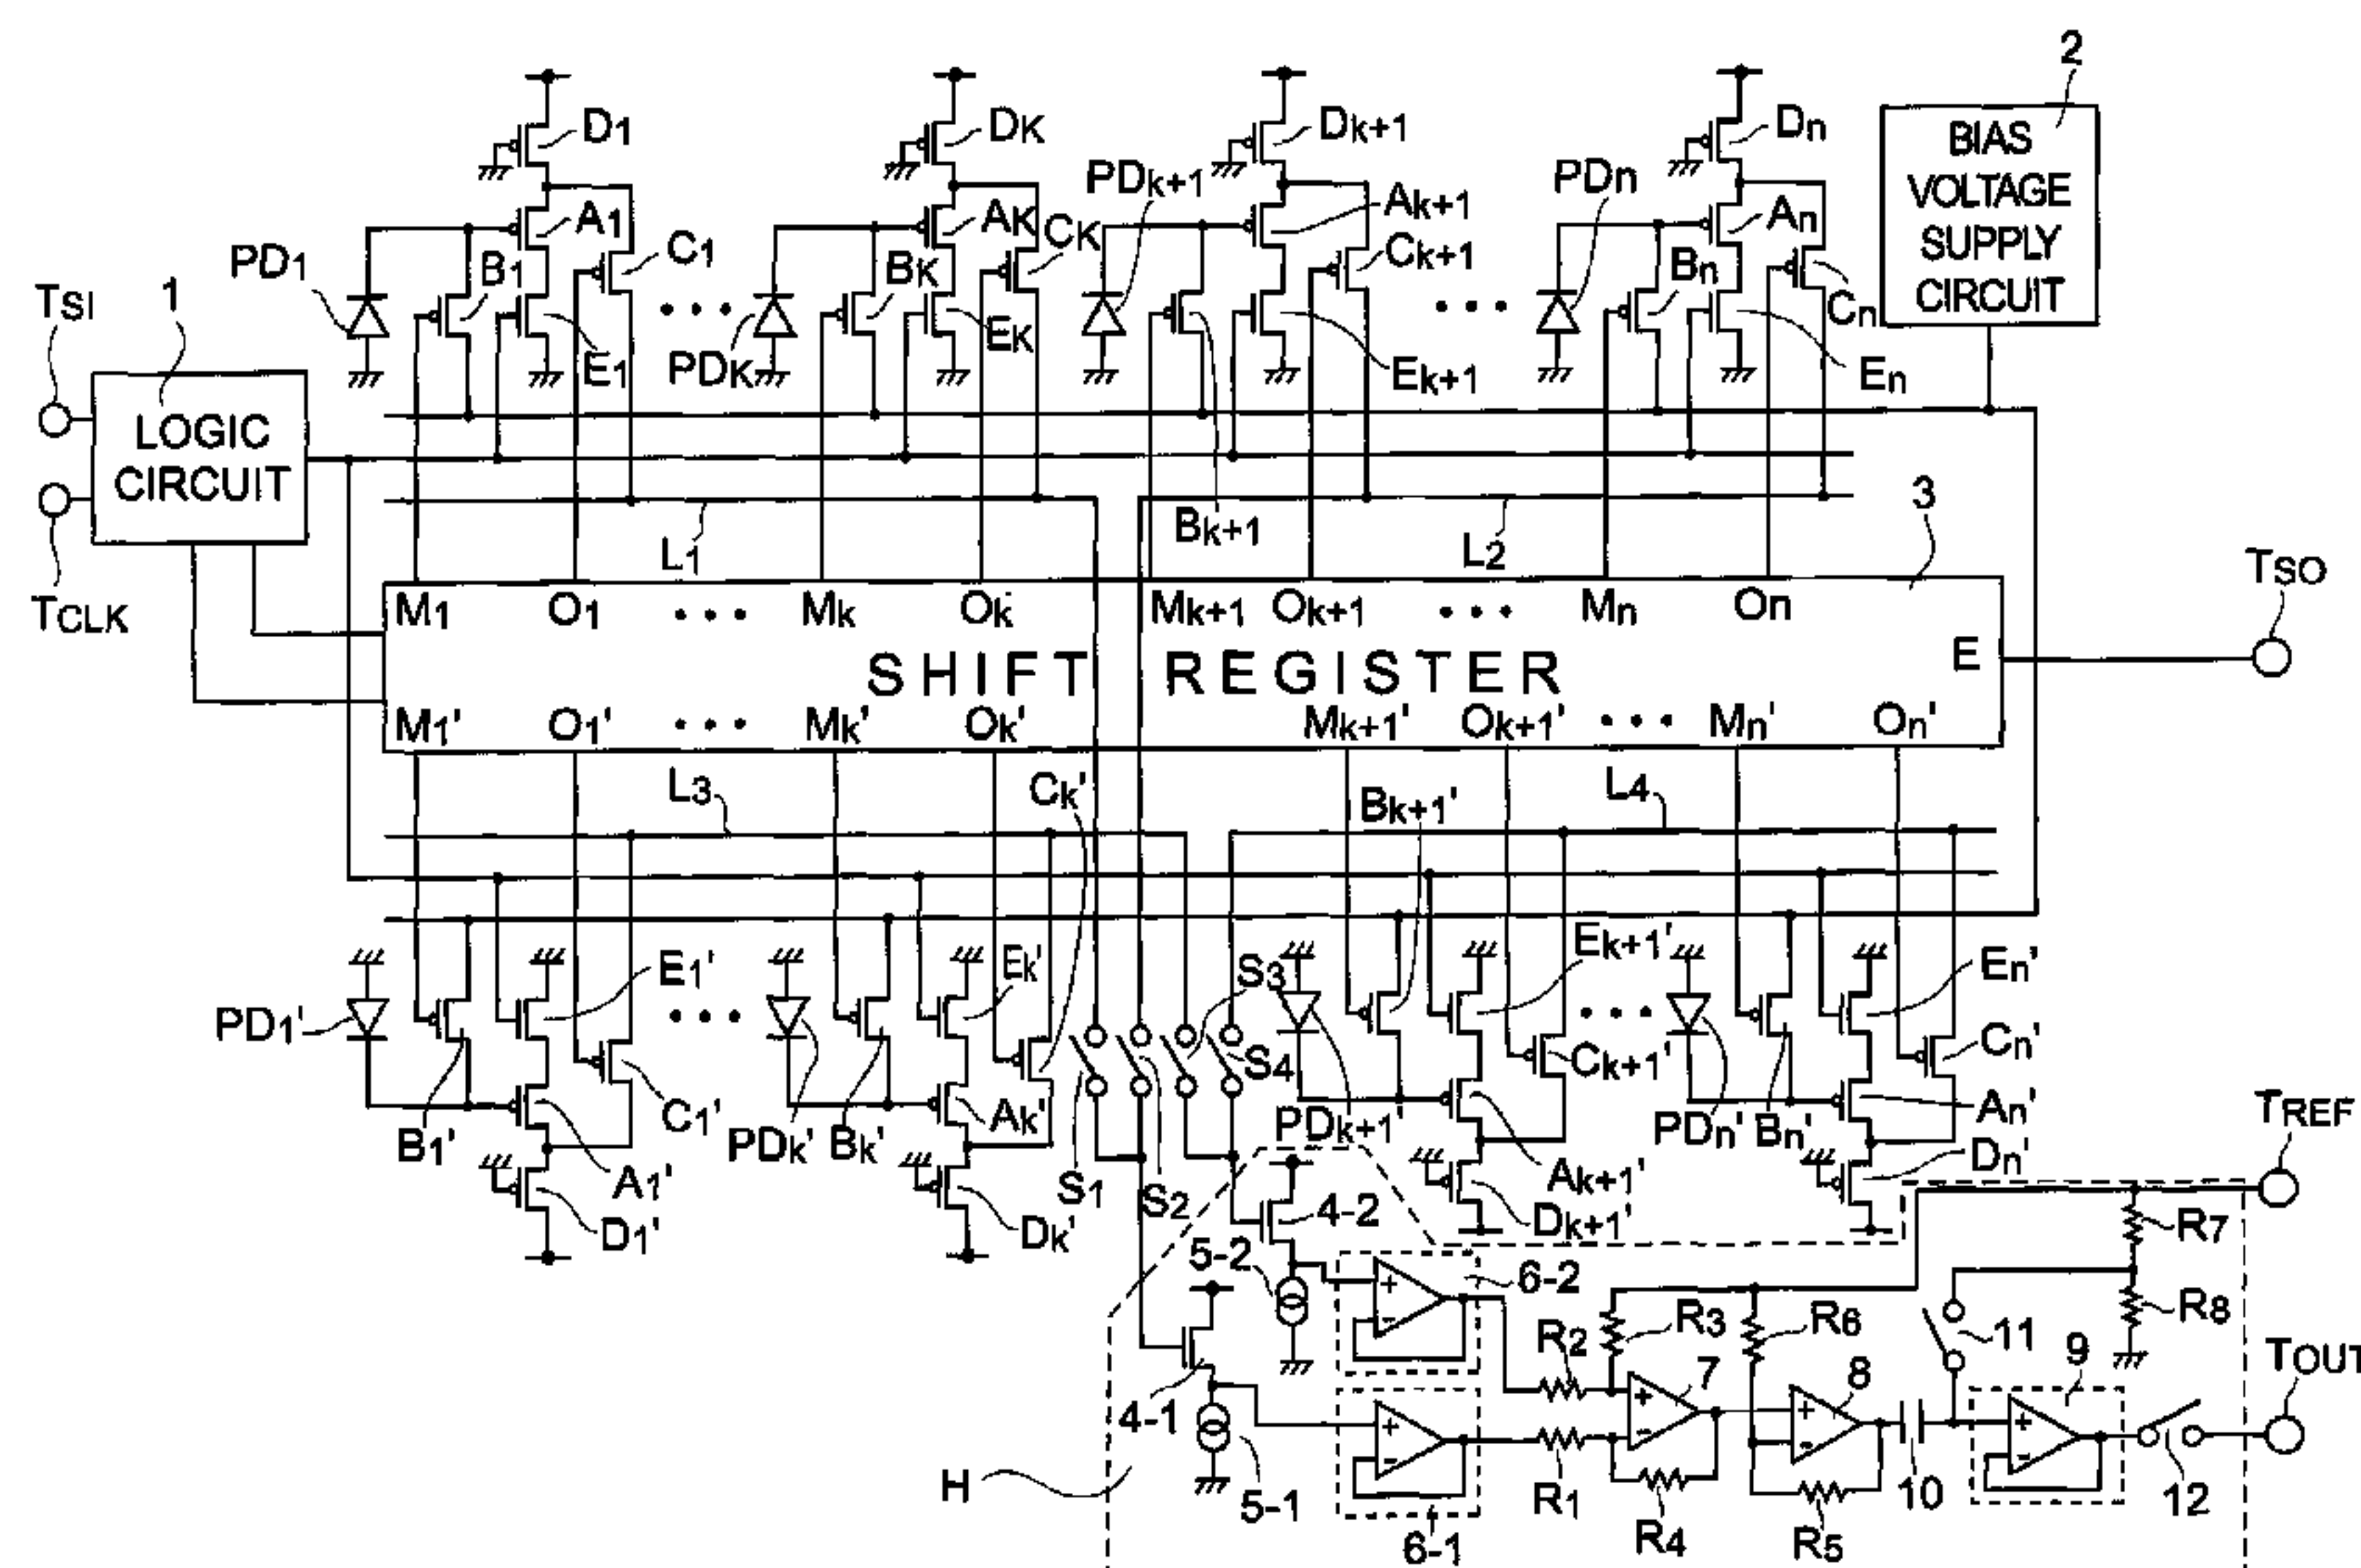 2
D1
DK
Dk+1
Dn
BIAS
VOLTAGE
SUPPLY
CIRCUIT
PDk+1
PDn
A1
AK
CK
Ak+1
An
PD1
B1
C1
BK
Ck+1
Bn
Cn
TSI
1
E1
PDK
EK
Ek+1
En
LOGIC
CIRCUIT
TCLK
L1
Bk+1
L2
3
TSO
M1 O1 • • • Mk Ok Mk+1 Ok+1 • • • Mn On
SHIFT REGISTER
E
M1' O1' • • • Mk' Ok' Mk+1' Ok+1' • • • Mn' On'
L3
Ck'
Bk+1'
L4
PD1'
E1'
Ek'
S3
Ek+1'
En'
B1'
C1'
PDk'
Bk'
Ak'
S4
Ck+1'
Cn'
PDk+1'
PDn'
Bn'
An'
TREF
A1'
D1'
Dk'
S1
S2
4-2
Ak+1'
Dk+1'
Dn'
R7
5-2
6-2
R2
R3
R6
11
R8
4-1
7
8
9
TOUT
H
5-1
6-1
R1
R4
R5
10
12